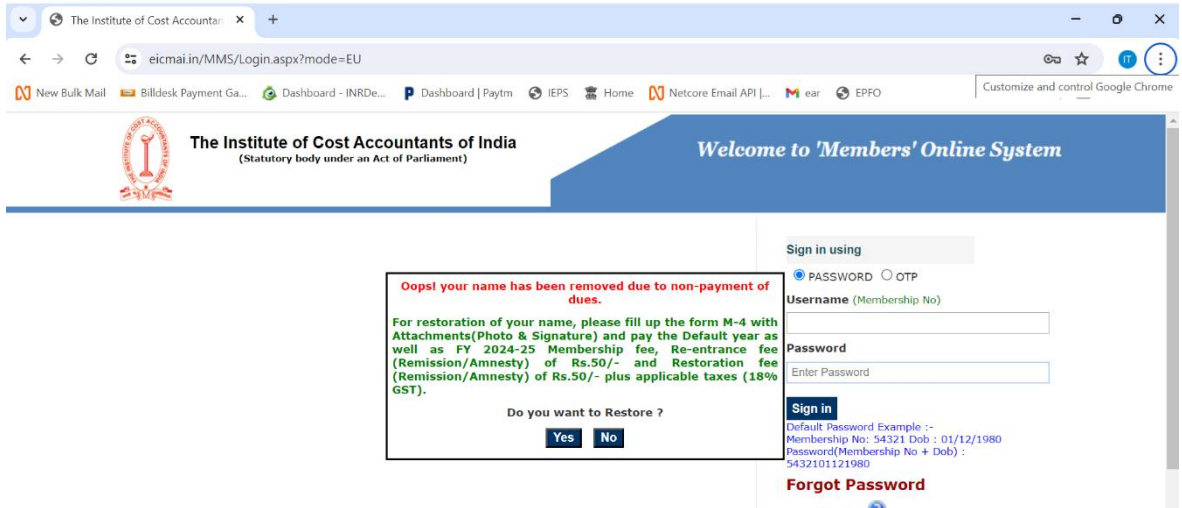 The Institute of Cost Accountan
eicmai.in/MMS/Login.aspx?mode=EU
IT
New Bulk Mail Billdesk Payment Ga... Dashboard - INRDe... Dashboard | Paytm IEPS Home Netcore Email API |... ear EPFO
Customize and control Google Chrome
The Institute of Cost Accountants of India
(Statutory body under an Act of Parliament)
Welcome to 'Members' Online System
Oops! your name has been removed due to non-payment of
dues.
For restoration of your name, please fill up the form M-4 with
Attachments(Photo & Signature) and pay the Default year as
well as FY 2024-25 Membership fee, Re-entrance fee
(Remission/Amnesty) of Rs.50/- and Restoration fee
(Remission/Amnesty) of Rs.50/- plus applicable taxes (18%
GST).
Do you want to Restore ?
Yes No
Sign in using
PASSWORD OTP
Username (Membership No)
Password
Enter Password
Sign in
Default Password Example :-
Membership No: 54321 Dob : 01/12/1980
Password(Membership No + Dob) :
5432101121980
Forgot Password